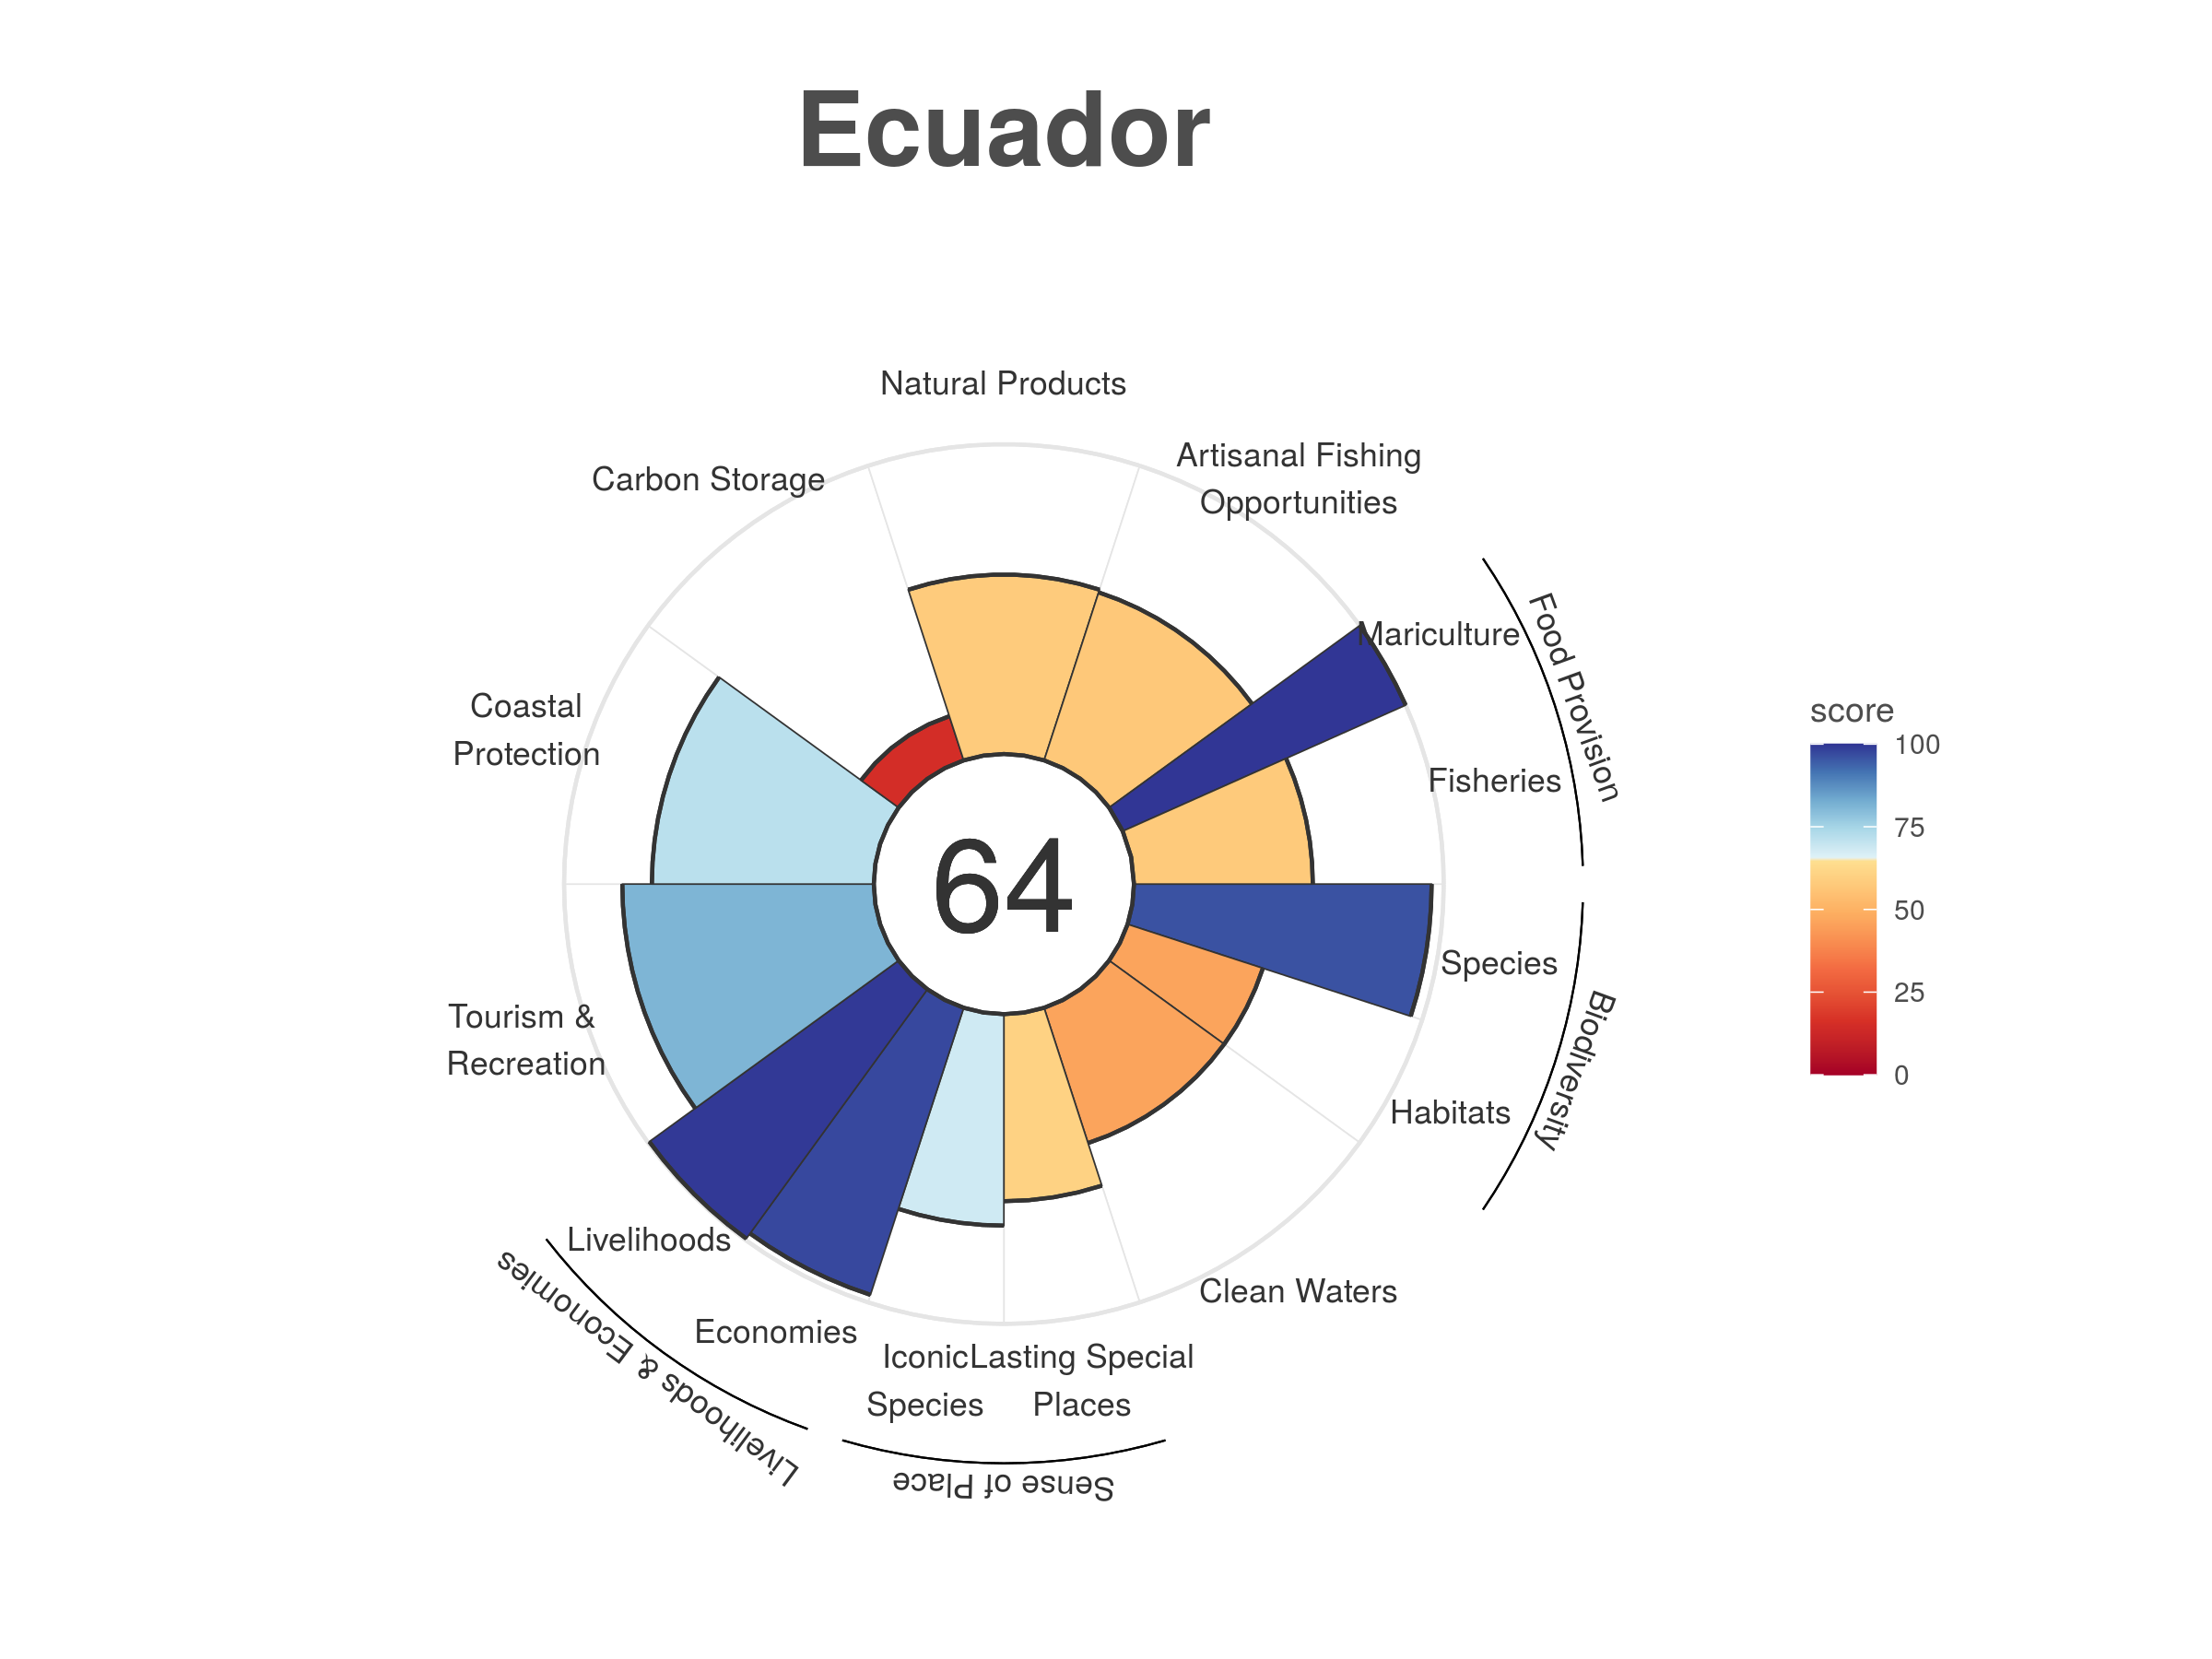 Ecuador
Natural Products
Artisanal Fishing
Opportunities
Carbon Storage
Mariculture
Food Provision
Coastal
Protection
Fisheries
score
100
75
50
25
0
64
Species
Biodiversity
Habitats
Tourism &
Recreation
Clean Waters
Livelihoods
Economies
Livelihoods & Economies
Iconic
Species
Lasting Special
Places
Sense of Place